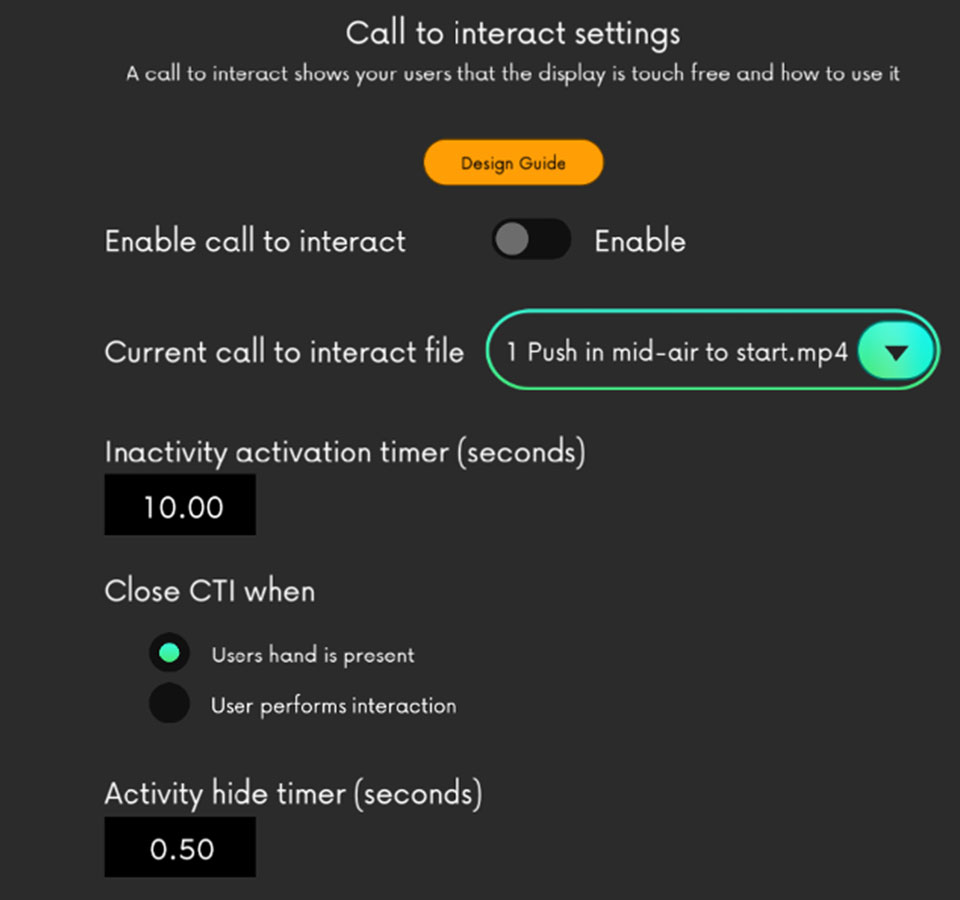 Call to interact settings
A call to interact shows your users that the display is touch free and how to use it
Design Guide
Enable call to interact
Enable
Current call to interact file
1 Push in mid-air to start.mp4
Inactivity activation timer (seconds)
10.00
Close CTI when
Users hand is present
User performs interaction
Activity hide timer (seconds)
0.50